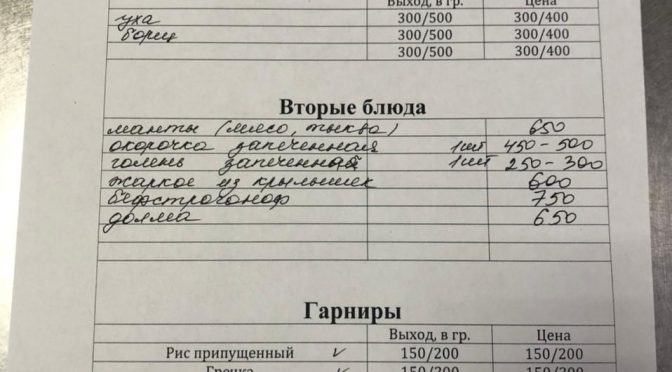 Выход, в гр. Цена
уха 300/500 300/400
борщ 300/500 300/400
300/500 300/400
Вторые блюда
манты (мясо, тыква) 650
окорочка запеченная 1шт 450-500
голень запеченная 1шт 250-300
жаркое из крылышек 600
бефстроганоф 750
долма 650
Гарниры
Выход, в гр. Цена
Рис припущенный ✓ 150/200 150/200
Гречка ✓ 150/200 150/200